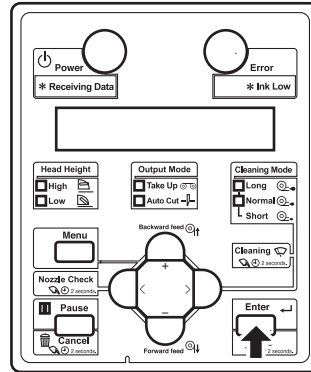 Power
Error
* Receiving Data
* Ink Low
Head Height
High
Low
Output Mode
Take Up
Auto Cut
Cleaning Mode
Long
Normal
Short
Menu
Backward feed
+
Cleaning
2 seconds.
Nozzle Check
2 seconds.
< >
Pause
Enter
−
Cancel
2 seconds.
Forward feed